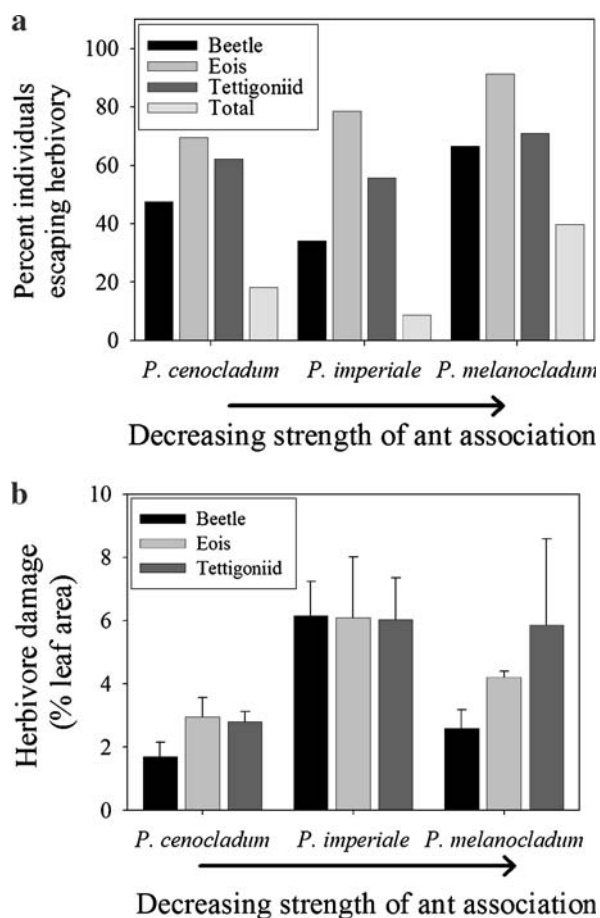 a
Percent individuals
escaping herbivory
100
80
60
40
20
0
Beetle
Eois
Tettigoniid
Total
P. cenocladum P. imperiale P. melanocladum
Decreasing strength of ant association
b
Herbivore damage
(% leaf area)
10
8
6
4
2
0
Beetle
Eois
Tettigoniid
P. cenocladum P. imperiale P. melanocladum
Decreasing strength of ant association